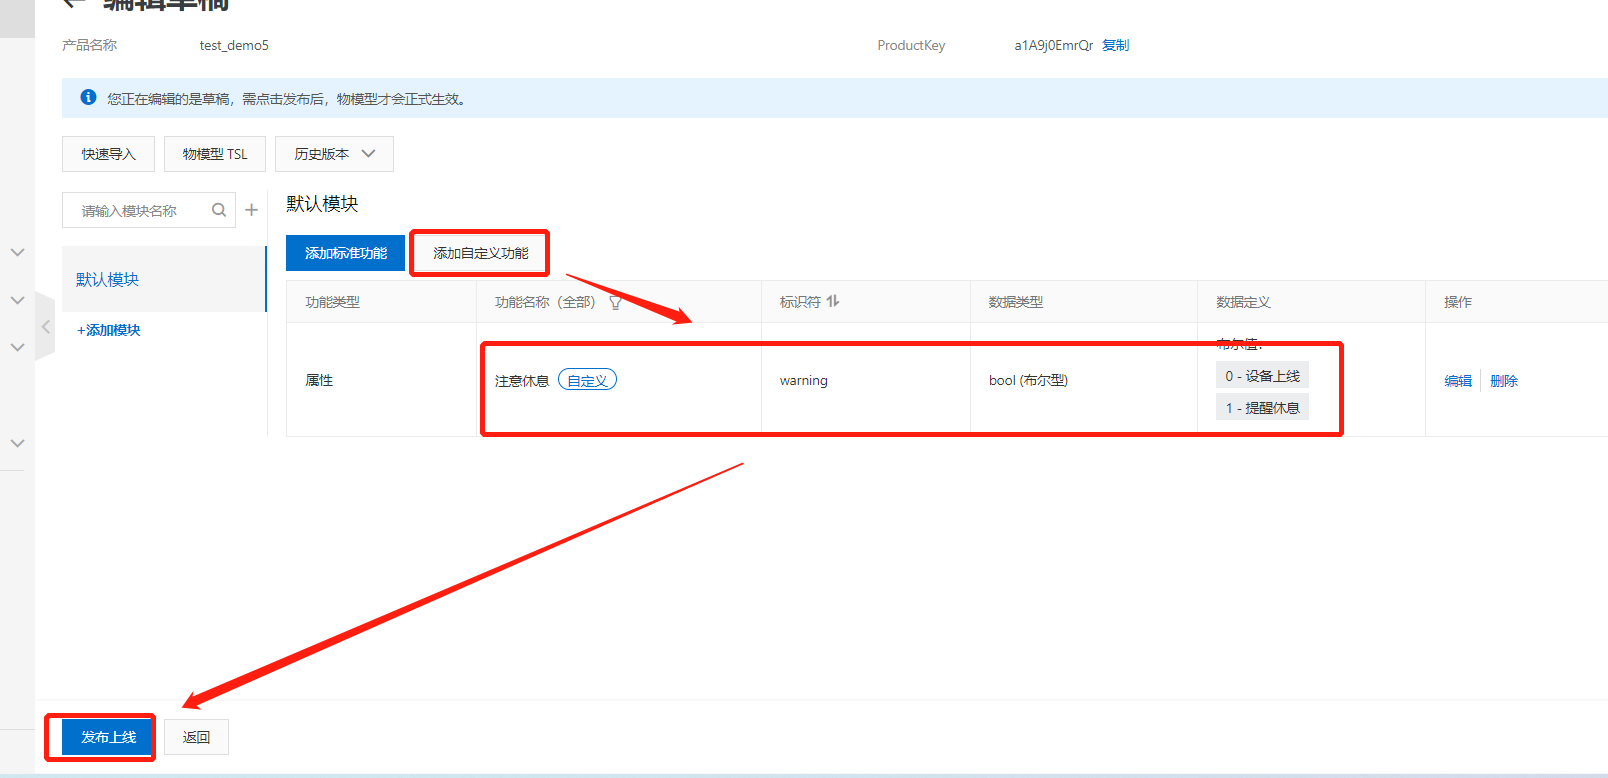 编辑草稿
产品名称 test_demo5 ProductKey a1A9j0EmrQr 复制
您正在编辑的是草稿，需点击发布后，物模型才会正式生效。
快速导入 物模型 TSL 历史版本
请输入模块名称
默认模块
添加标准功能 添加自定义功能
默认模块
+添加模块
功能类型 功能名称（全部） 标识符 数据类型 数据定义 操作
属性 注意休息 自定义 warning bool (布尔型) 布尔值：
0 - 设备上线
1 - 提醒休息
编辑 删除
发布上线 返回